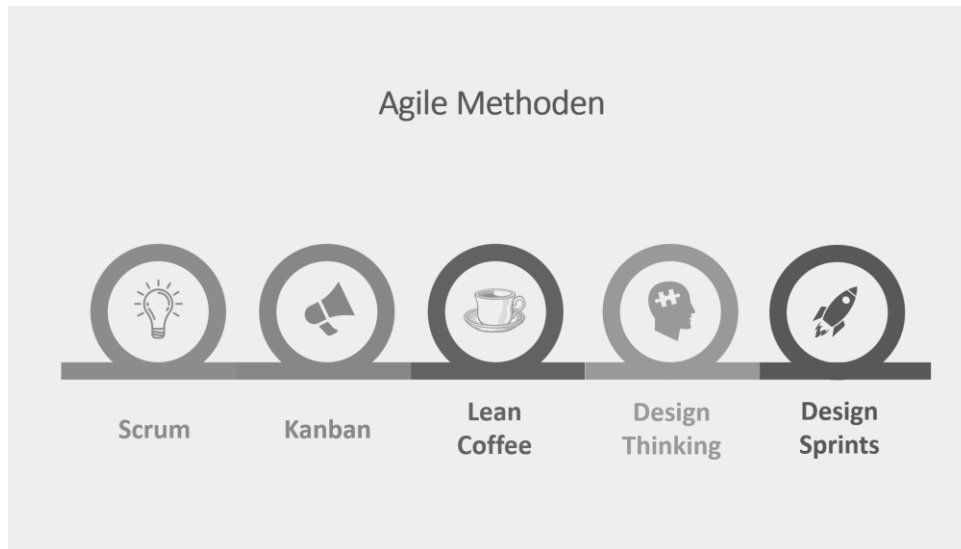 Agile Methoden
Scrum
Kanban
Lean
Coffee
Design
Thinking
Design
Sprints